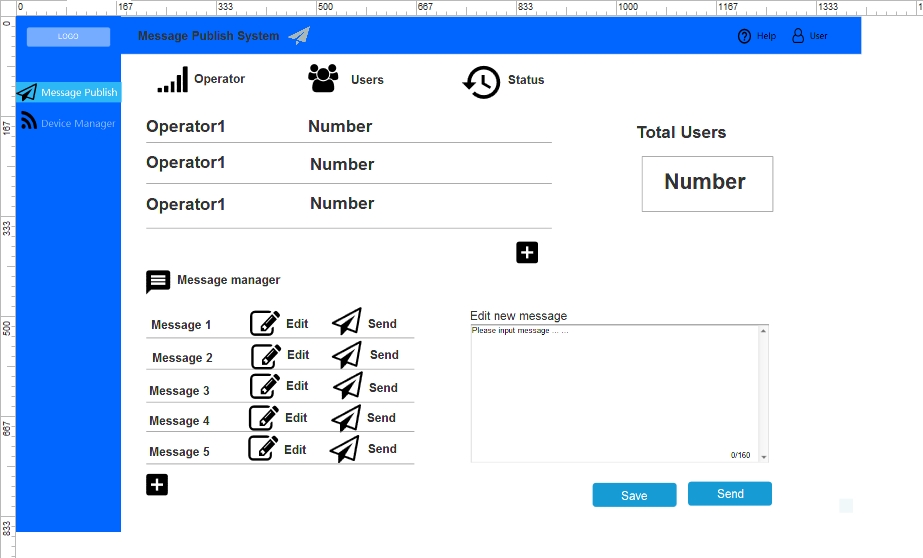 0 167 333 500 667 833 1000 1167 1333
LOGO
Message Publish System
Help
User
Message Publish
Device Manager
Operator
Users
Status
Operator1 Number
Operator1 Number
Operator1 Number
Total Users
Number
Message manager
Message 1 Edit Send
Message 2 Edit Send
Message 3 Edit Send
Message 4 Edit Send
Message 5 Edit Send
Edit new message
Please input message ... ...
0/160
Save
Send
0
167
333
500
667
833